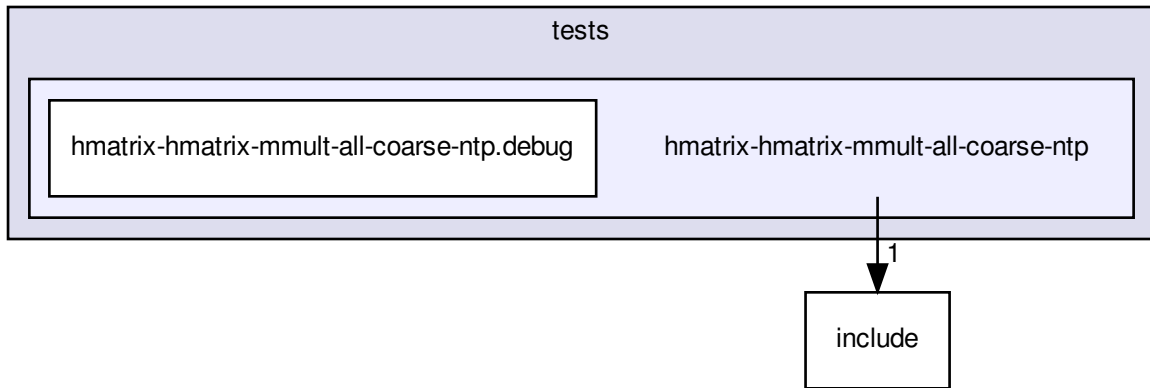 tests
hmatrix-hmatrix-mmult-all-coarse-ntp.debug
hmatrix-hmatrix-mmult-all-coarse-ntp
1
include